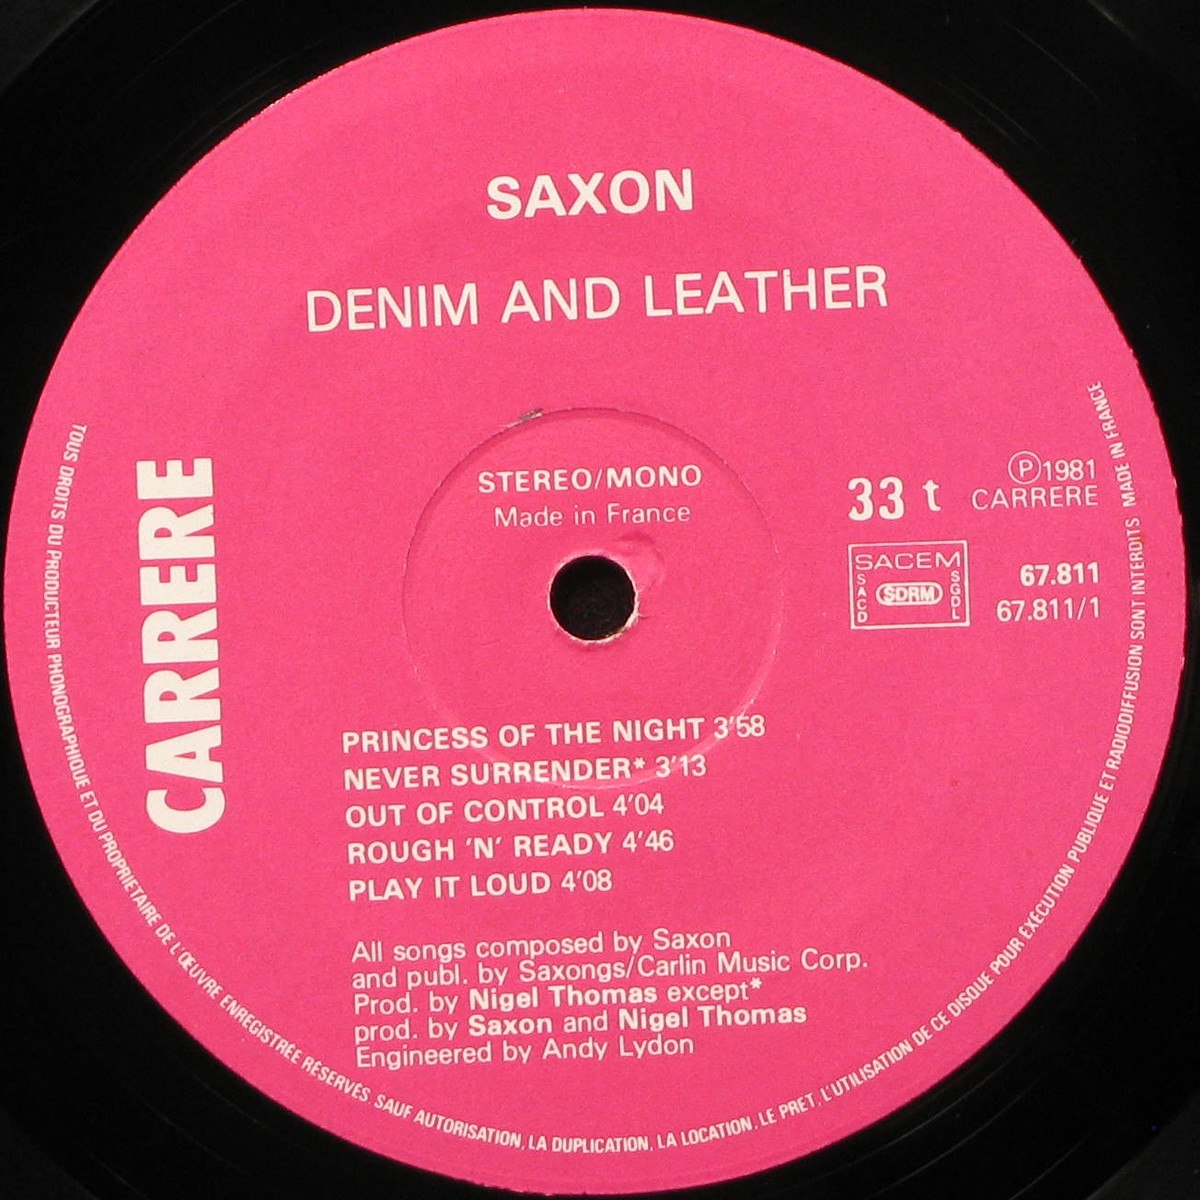 SAXON
DENIM AND LEATHER
CARRERE
STEREO/MONO
Made in France
33 t
Ⓟ1981
CARRERE
SACEM
SACD
SDRM
SGDL
67.811
67.811/1
PRINCESS OF THE NIGHT 3'58
NEVER SURRENDER* 3'13
OUT OF CONTROL 4'04
ROUGH 'N' READY 4'46
PLAY IT LOUD 4'08
All songs composed by Saxon
and publ. by Saxongs/Carlin Music Corp.
Prod. by Nigel Thomas except*
prod. by Saxon and Nigel Thomas
Engineered by Andy Lydon
TOUS DROITS DU PRODUCTEUR PHONOGRAPHIQUE ET DU PROPRIETAIRE DE L'ŒUVRE ENREGISTRÉE RESERVES SAUF AUTORISATION, LA DUPLICATION, LA LOCATION, LE PRET, L'UTILISATION DE CE DISQUE POUR EXÉCUTION PUBLIQUE ET RADIODIFFUSION SONT INTERDITS MADE IN FRANCE